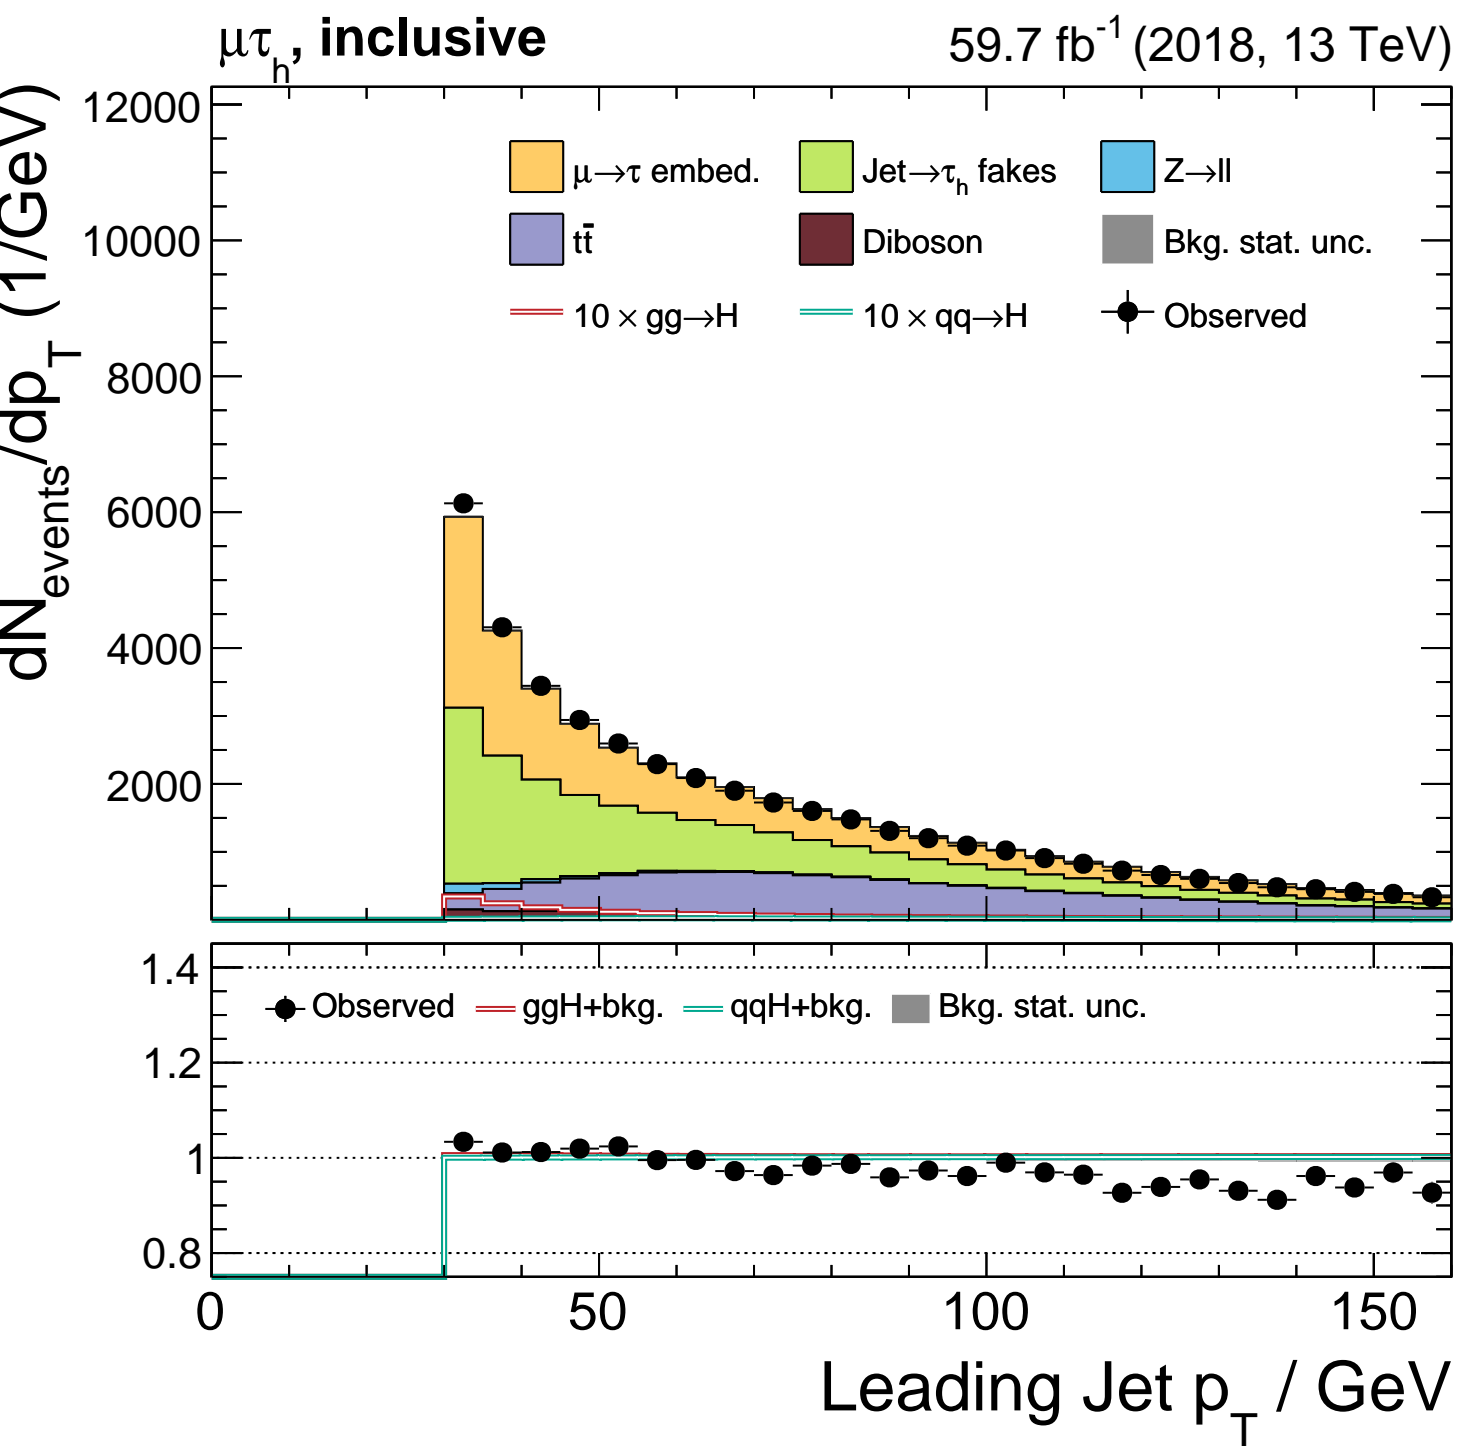 μτh, inclusive 59.7 fb-1 (2018, 13 TeV)
dNevents/dpT (1/GeV)
12000
10000
8000
6000
4000
2000
μ→τ embed. Jet→τh fakes Z→ll
tt̄ Diboson Bkg. stat. unc.
10 × gg→H 10 × qq→H Observed
1.4
1.2
1
0.8
Observed ggH+bkg. qqH+bkg. Bkg. stat. unc.
0 50 100 150
Leading Jet pT / GeV